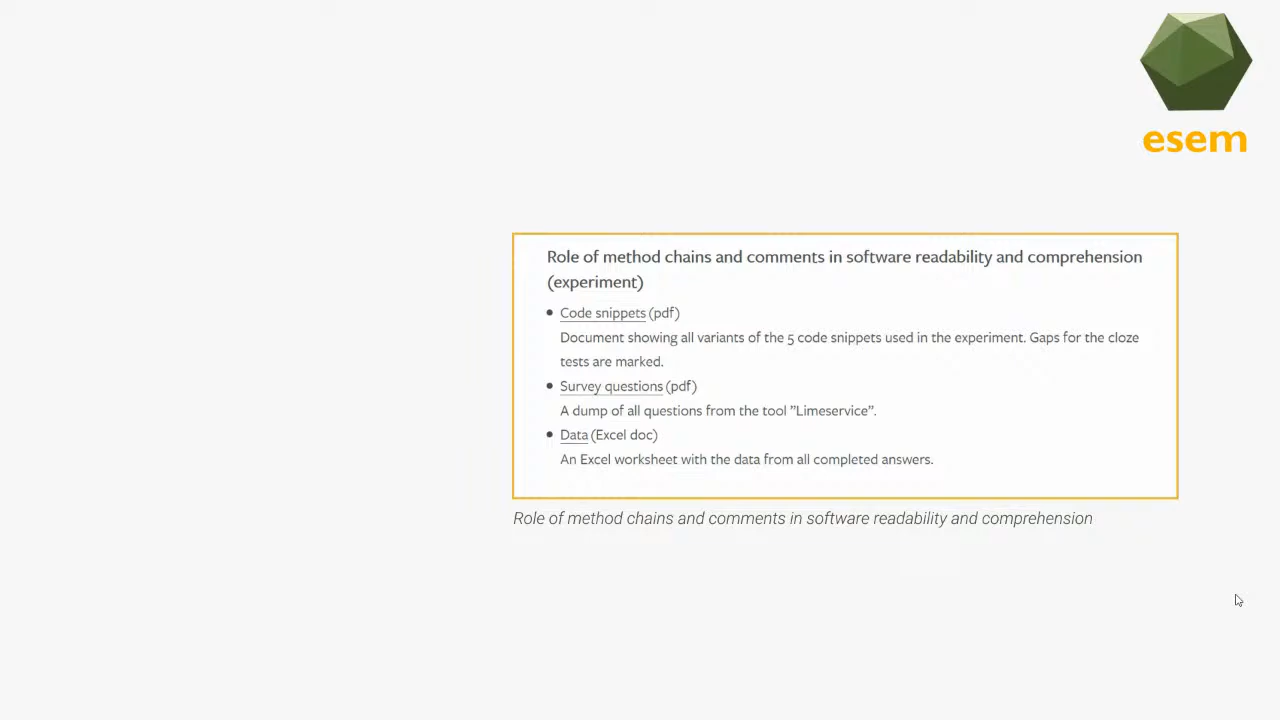 esem
Role of method chains and comments in software readability and comprehension
(experiment)
• Code snippets (pdf)
Document showing all variants of the 5 code snippets used in the experiment. Gaps for the cloze
tests are marked.
• Survey questions (pdf)
A dump of all questions from the tool ”Limeservice”.
• Data (Excel doc)
An Excel worksheet with the data from all completed answers.
Role of method chains and comments in software readability and comprehension